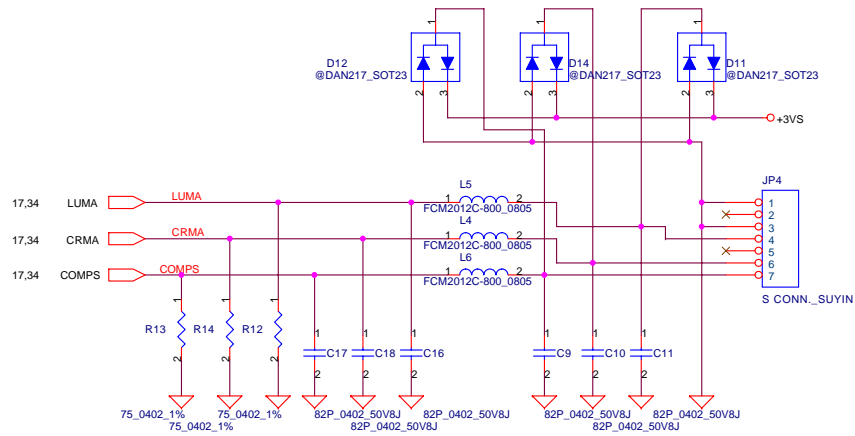 1 1 1
D12 D14 D11
@DAN217_SOT23 @DAN217_SOT23 @DAN217_SOT23
2 3 2 3 2 3
+3VS
JP4
17,34 LUMA LUMA 1 L5 2 1
FCM2012C-800_0805 2
3
17,34 CRMA CRMA 1 L4 2 4
FCM2012C-800_0805 5
17,34 COMPS COMPS 1 L6 2 6
FCM2012C-800_0805 7
S CONN._SUYIN
1 1 1
R13 R14 R12
2 2 2
1 1 1 1 1 1
C17 C18 C16 C9 C10 C11
2 2 2 2 2 2
75_0402_1% 75_0402_1% 82P_0402_50V8J 82P_0402_50V8J 82P_0402_50V8J 82P_0402_50V8J
75_0402_1% 82P_0402_50V8J 82P_0402_50V8J